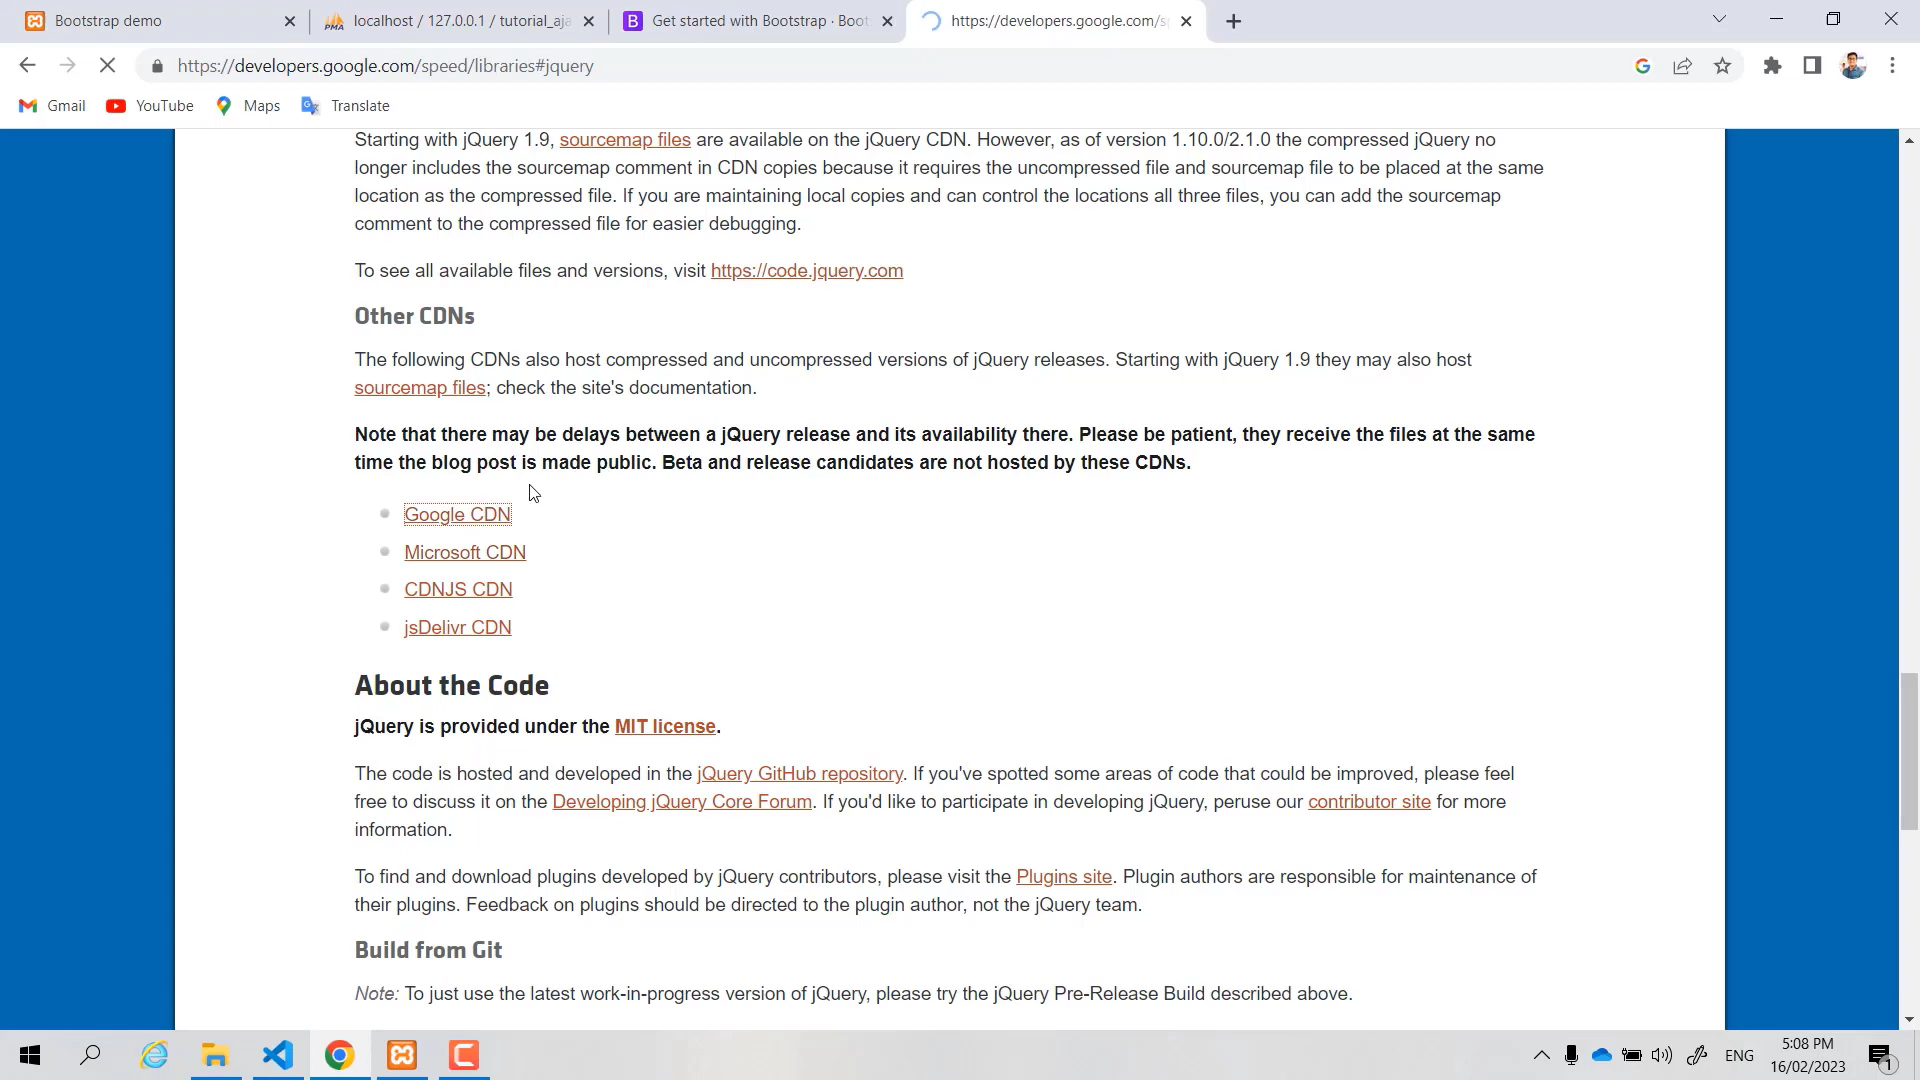 Bootstrap demo
localhost / 127.0.0.1 / tutorial_aja
Get started with Bootstrap · Boot
https://developers.google.com/sp
https://developers.google.com/speed/libraries#jquery
Gmail
YouTube
Maps
Translate
Starting with jQuery 1.9, sourcemap files are available on the jQuery CDN. However, as of version 1.10.0/2.1.0 the compressed jQuery no
longer includes the sourcemap comment in CDN copies because it requires the uncompressed file and sourcemap file to be placed at the same
location as the compressed file. If you are maintaining local copies and can control the locations all three files, you can add the sourcemap
comment to the compressed file for easier debugging.
To see all available files and versions, visit https://code.jquery.com
Other CDNs
The following CDNs also host compressed and uncompressed versions of jQuery releases. Starting with jQuery 1.9 they may also host
sourcemap files; check the site's documentation.
Note that there may be delays between a jQuery release and its availability there. Please be patient, they receive the files at the same
time the blog post is made public. Beta and release candidates are not hosted by these CDNs.
Google CDN
Microsoft CDN
CDNJS CDN
jsDelivr CDN
About the Code
jQuery is provided under the MIT license.
The code is hosted and developed in the jQuery GitHub repository. If you've spotted some areas of code that could be improved, please feel
free to discuss it on the Developing jQuery Core Forum. If you'd like to participate in developing jQuery, peruse our contributor site for more
information.
To find and download plugins developed by jQuery contributors, please visit the Plugins site. Plugin authors are responsible for maintenance of
their plugins. Feedback on plugins should be directed to the plugin author, not the jQuery team.
Build from Git
Note: To just use the latest work-in-progress version of jQuery, please try the jQuery Pre-Release Build described above.
ENG
5:08 PM
16/02/2023
1